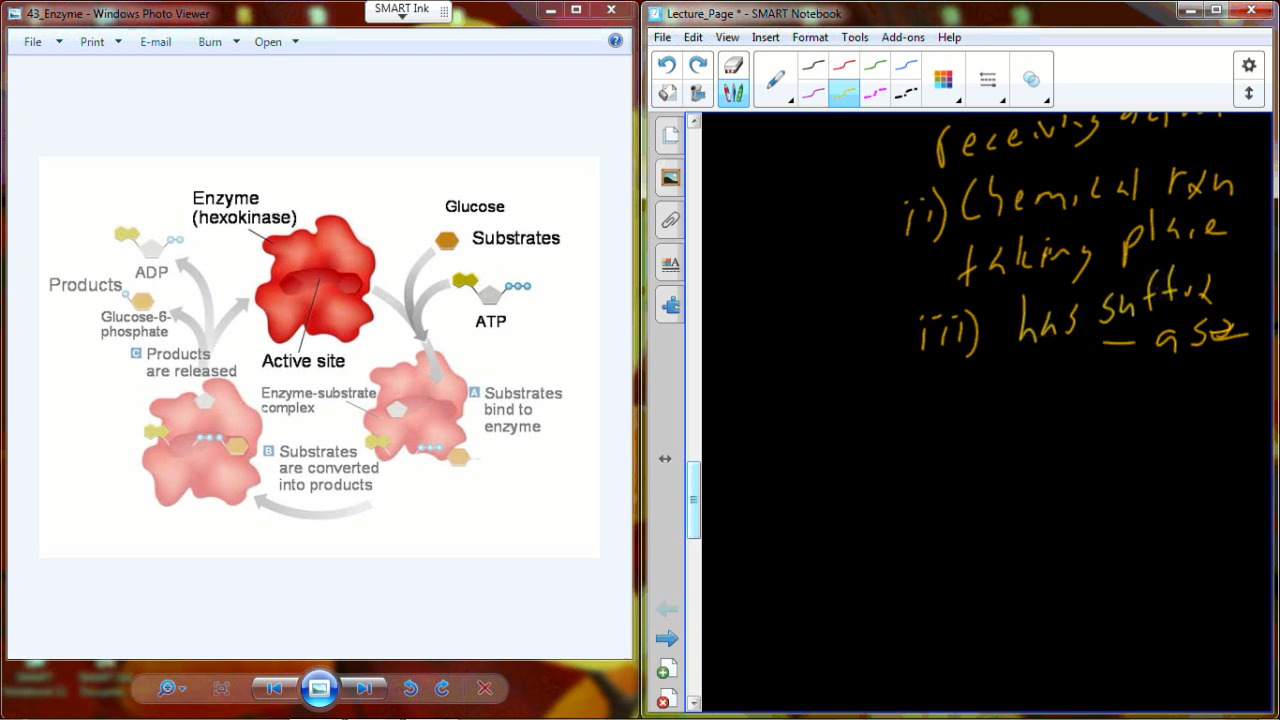 43_Enzyme - Windows Photo Viewer
SMART Ink
File Print E-mail Burn Open
Enzyme
(hexokinase)
Glucose
Substrates
ATP
Active site
ADP
Products
Glucose-6-
phosphate
C Products
are released
Enzyme-substrate
complex
A Substrates
bind to
enzyme
B Substrates
are converted
into products
Lecture_Page * - SMART Notebook
File Edit View Insert Format Tools Add-ons Help
receiving
ii) Chemical rxn
taking place
iii) has suffix
– ase